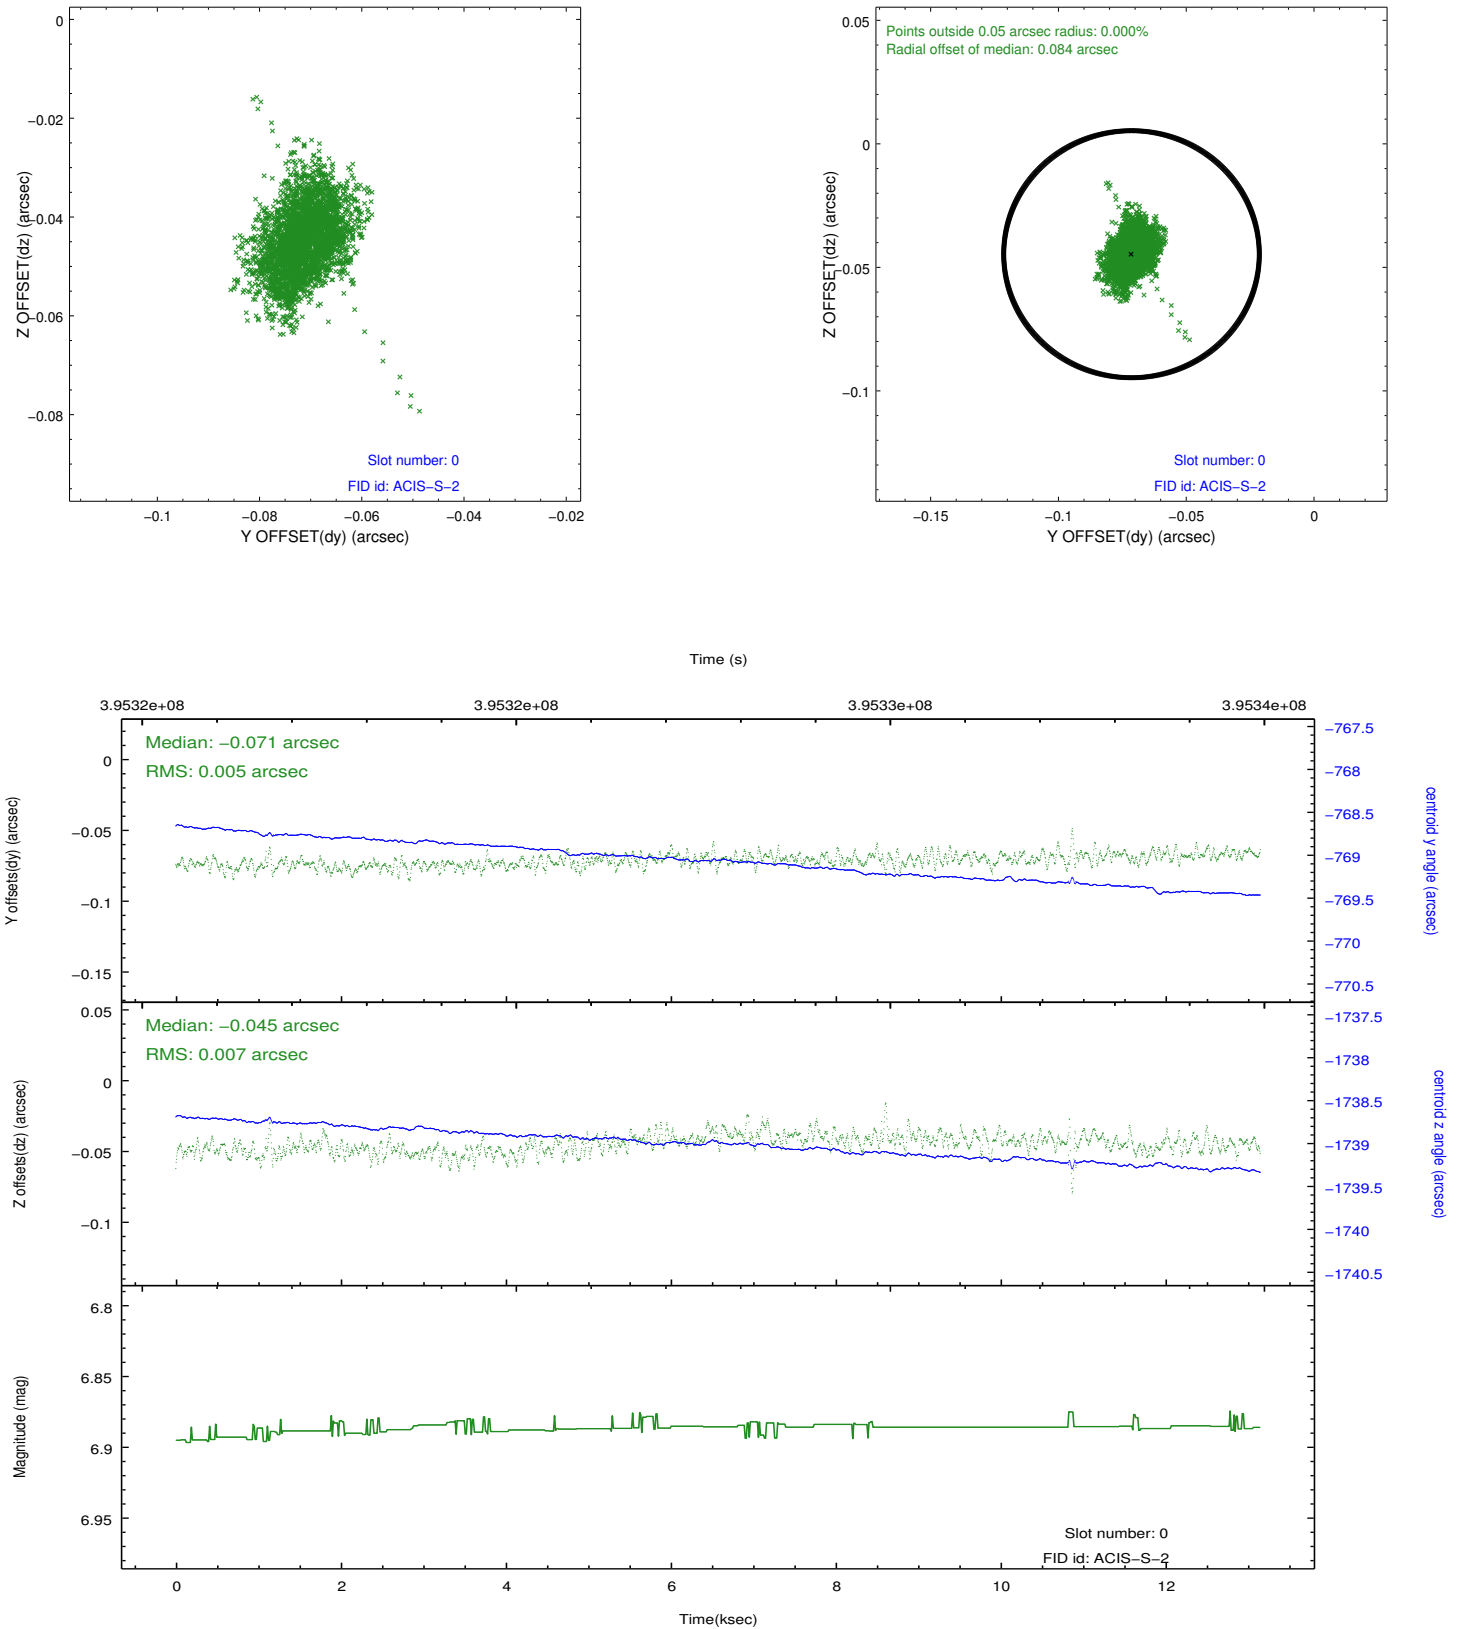 0
−0.02
−0.04
−0.06
−0.08
Z OFFSET(dz) (arcsec)
Slot number: 0
FID id: ACIS−S−2
−0.1
−0.08
−0.06
−0.04
−0.02
Y OFFSET(dy) (arcsec)
0.05
0
−0.05
−0.1
Z OFFSET(dz) (arcsec)
Points outside 0.05 arcsec radius: 0.000%
Radial offset of median: 0.084 arcsec
Slot number: 0
FID id: ACIS−S−2
−0.15
−0.1
−0.05
0
Y OFFSET(dy) (arcsec)
Time (s)
3.9532e+08
3.9532e+08
3.9533e+08
3.9534e+08
Median: −0.071 arcsec
RMS: 0.005 arcsec
0
−0.05
−0.1
−0.15
Y offsets(dy) (arcsec)
−767.5
−768
−768.5
−769
−769.5
−770
−770.5
centroid y angle (arcsec)
Median: −0.045 arcsec
RMS: 0.007 arcsec
0.05
0
−0.05
−0.1
Z offsets(dz) (arcsec)
−1737.5
−1738
−1738.5
−1739
−1739.5
−1740
−1740.5
centroid z angle (arcsec)
6.8
6.85
6.9
6.95
Magnitude (mag)
Slot number: 0
FID id: ACIS−S−2
0
2
4
6
8
10
12
Time(ksec)